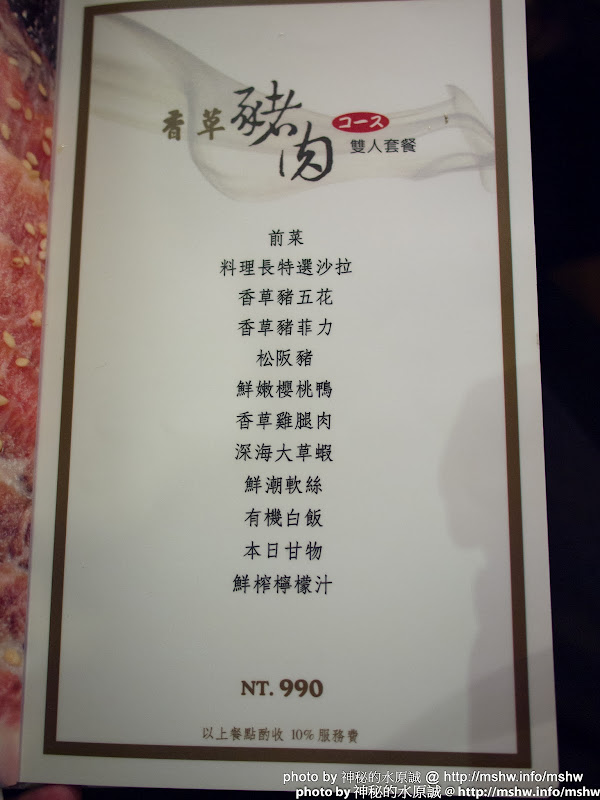 香草豬肉 コース
雙人套餐
前菜
料理長特選沙拉
香草豬五花
香草豬菲力
松阪豬
鮮嫩櫻桃鴨
香草雞腿肉
深海大草蝦
鮮潮軟絲
有機白飯
本日甘物
鮮榨檸檬汁
NT. 990
以上餐點酌收 10% 服務費
photo by 神秘的水原誠 @ http://mshw.info/mshw
photo by 神秘的水原誠 @ http://mshw.info/mshw